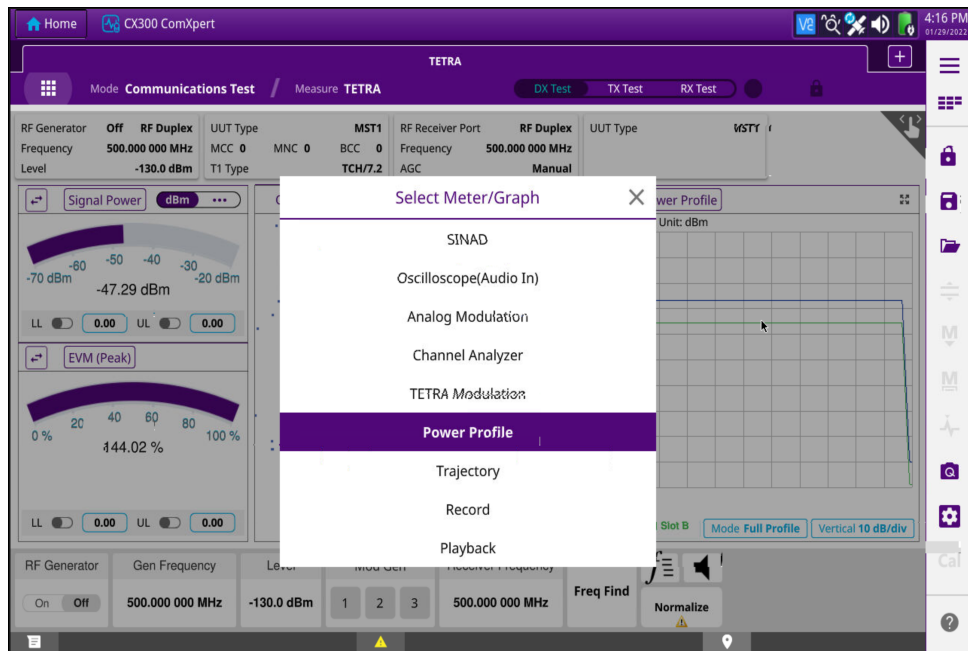 Home CX300 ComXpert 4:16 PM
01/29/2022
TETRA
Mode Communications Test / Measure TETRA DX Test TX Test RX Test
RF Generator Off RF Duplex UUT Type MST1 RF Receiver Port RF Duplex UUT Type
Frequency 500.000 000 MHz MCC 0 MNC 0 BCC 0 Frequency 500.000 000 MHz
Level -130.0 dBm T1 Type TCH/7.2 AGC Manual
Select Meter/Graph
Signal Power dBm ••• wer Profile
Unit: dBm
SINAD
Oscilloscope(Audio In)
Analog Modulation
Channel Analyzer
TETRA Modulation
Power Profile
Trajectory
Record
Playback
-70 dBm -60 -50 -40 -30 -20 dBm
-47.29 dBm
LL 0.00 UL 0.00
EVM (Peak)
0 % 20 40 60 80 100 %
144.02 %
LL 0.00 UL 0.00
Slot B Mode Full Profile Vertical 10 dB/div
RF Generator Gen Frequency Level Mod Gen Receiver Frequency
On Off 500.000 000 MHz -130.0 dBm 1 2 3 500.000 000 MHz Freq Find Normalize
M
M
Cal